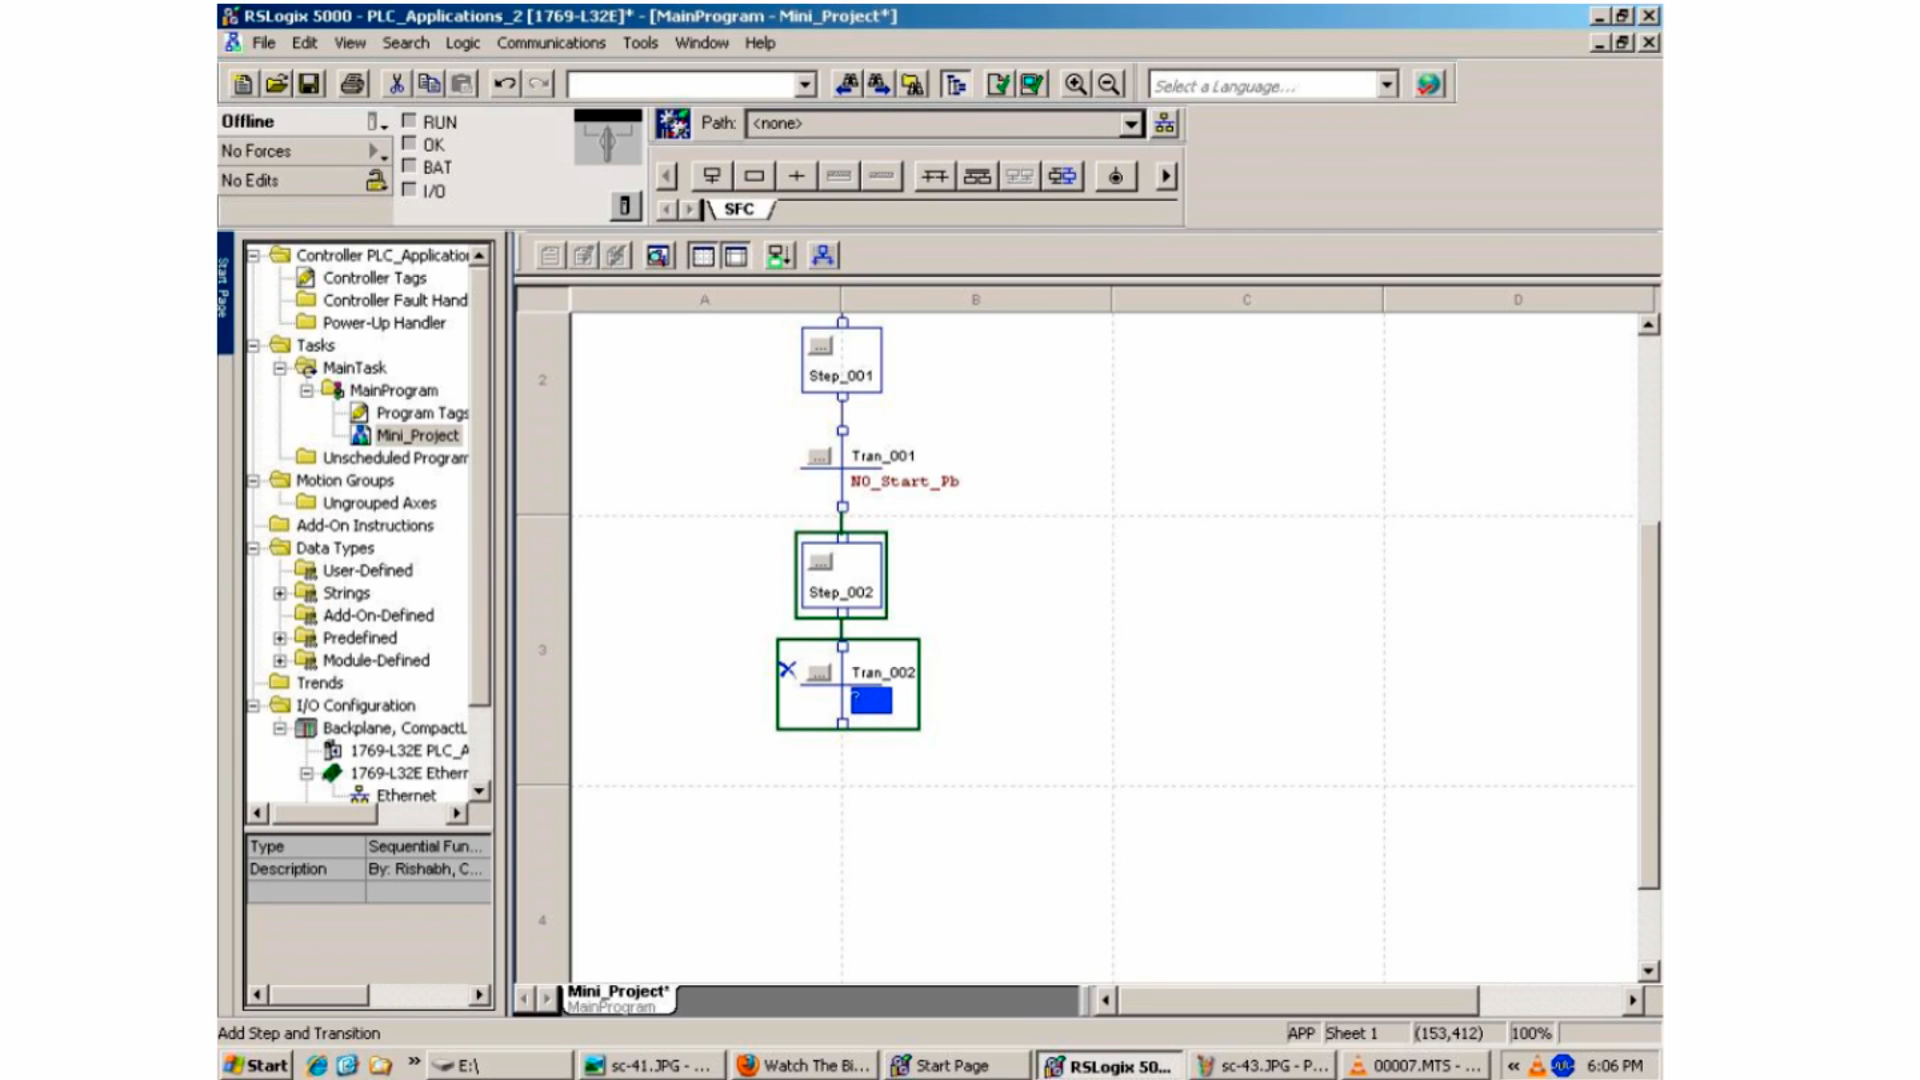 RSLogix 5000 - PLC_Applications_2 [1769-L32E]* - [MainProgram - Mini_Project*]
File Edit View Search Logic Communications Tools Window Help
Select a Language...
Offline
RUN
No Forces
OK
BAT
No Edits
I/O
Path: <none>
SFC
Start Page
Controller PLC_Application
Controller Tags
Controller Fault Hand
Power-Up Handler
Tasks
MainTask
MainProgram
Program Tags
Mini_Project
Unscheduled Program
Motion Groups
Ungrouped Axes
Add-On Instructions
Data Types
User-Defined
Strings
Add-On-Defined
Predefined
Module-Defined
Trends
I/O Configuration
Backplane, CompactL
1769-L32E PLC_A
1769-L32E Ethern
Ethernet
Type Sequential Fun...
Description By: Rishabh, C...
A B C D
2
3
4
...
Step_001
... Tran_001
NO_Start_Pb
...
Step_002
... Tran_002
?
Mini_Project*
MainProgram
Add Step and Transition
APP Sheet 1 (153,412) 100%
Start » E:\ sc-41.JPG - ... Watch The Bi... Start Page RSLogix 50... sc-43.JPG - P... 00007.MTS - ... « 6:06 PM